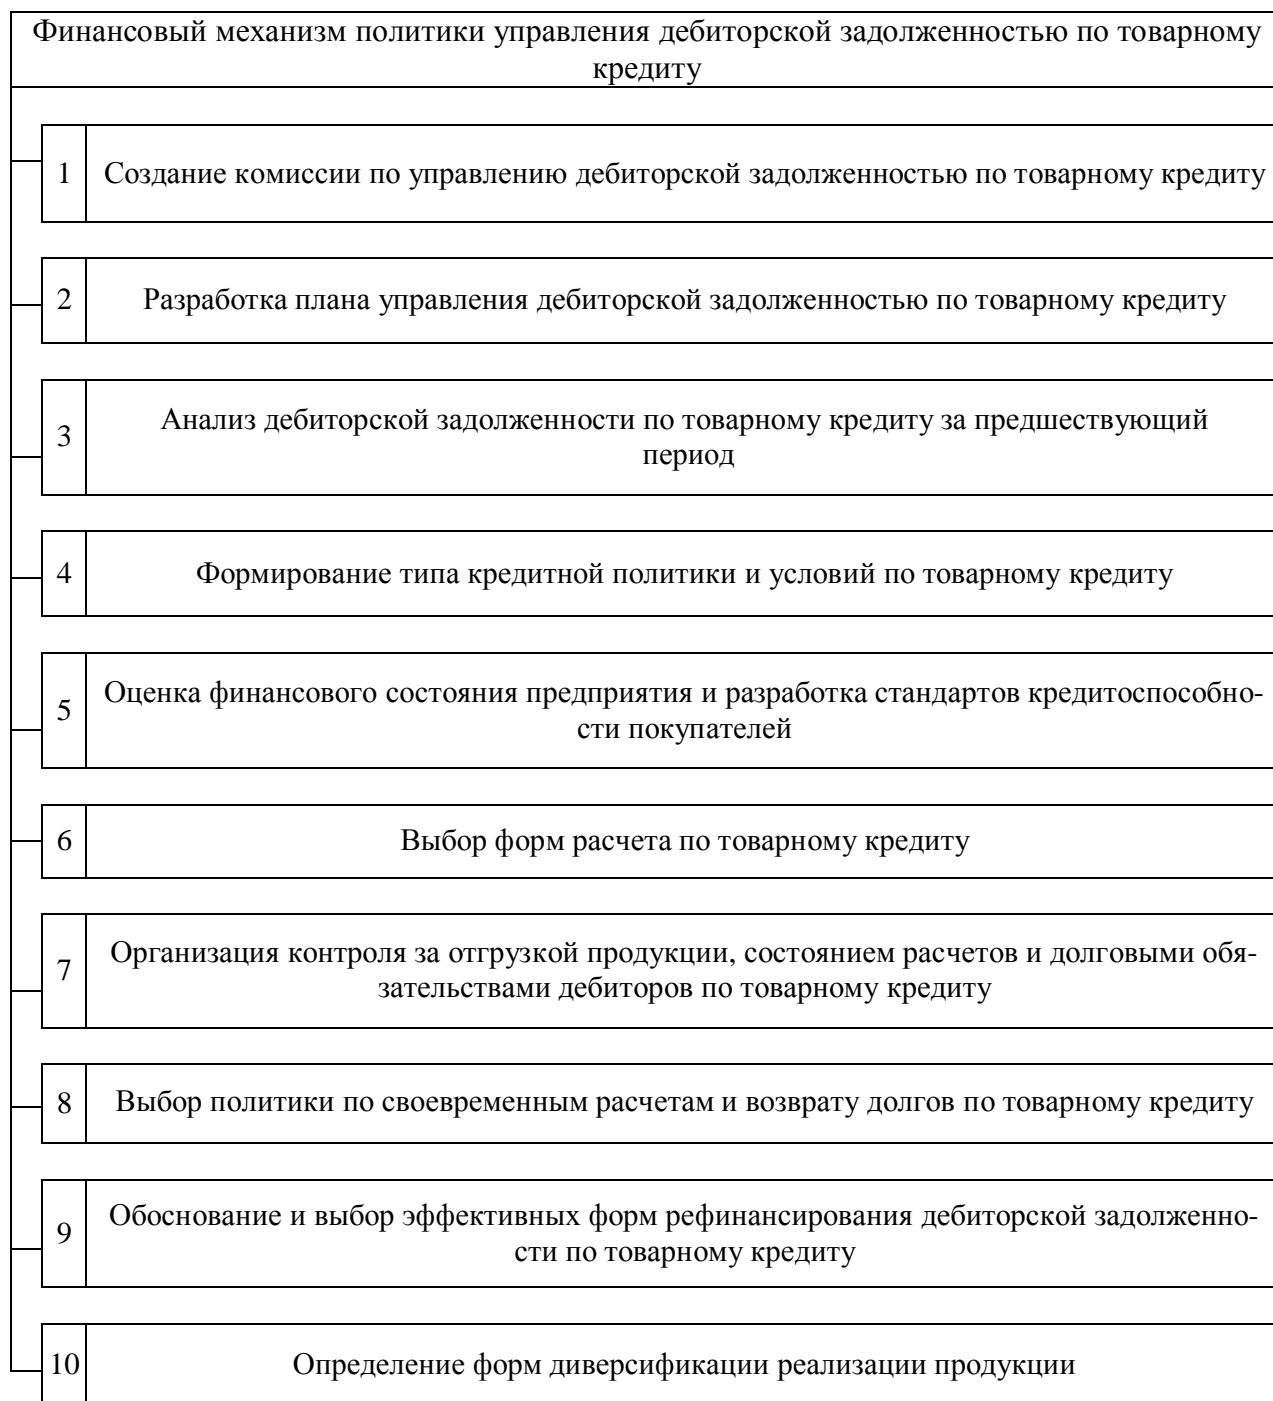 Финансовый механизм политики управления дебиторской задолженностью по товарному
кредиту
1
Создание комиссии по управлению дебиторской задолженностью по товарному кредиту
2
Разработка плана управления дебиторской задолженностью по товарному кредиту
3
Анализ дебиторской задолженности по товарному кредиту за предшествующий
период
4
Формирование типа кредитной политики и условий по товарному кредиту
5
Оценка финансового состояния предприятия и разработка стандартов кредитоспособно-
сти покупателей
6
Выбор форм расчета по товарному кредиту
7
Организация контроля за отгрузкой продукции, состоянием расчетов и долговыми обя-
зательствами дебиторов по товарному кредиту
8
Выбор политики по своевременным расчетам и возврату долгов по товарному кредиту
9
Обоснование и выбор эффективных форм рефинансирования дебиторской задолженно-
сти по товарному кредиту
10
Определение форм диверсификации реализации продукции